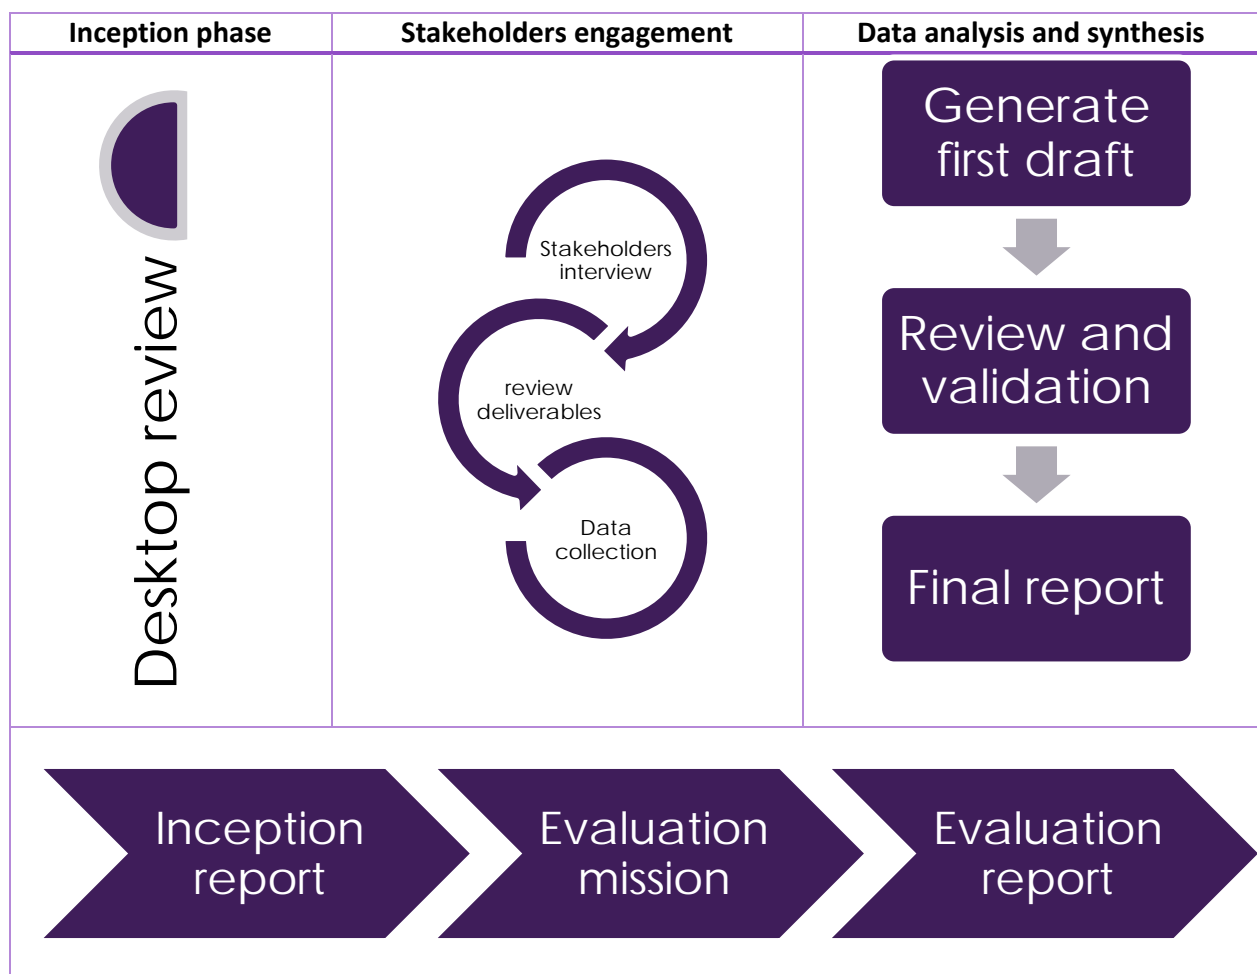 Inception phase
Stakeholders engagement
Data analysis and synthesis
Desktop review
Stakeholders
interview
review
deliverables
Data
collection
Generate
first draft
Review and
validation
Final report
Inception
report
Evaluation
mission
Evaluation
report